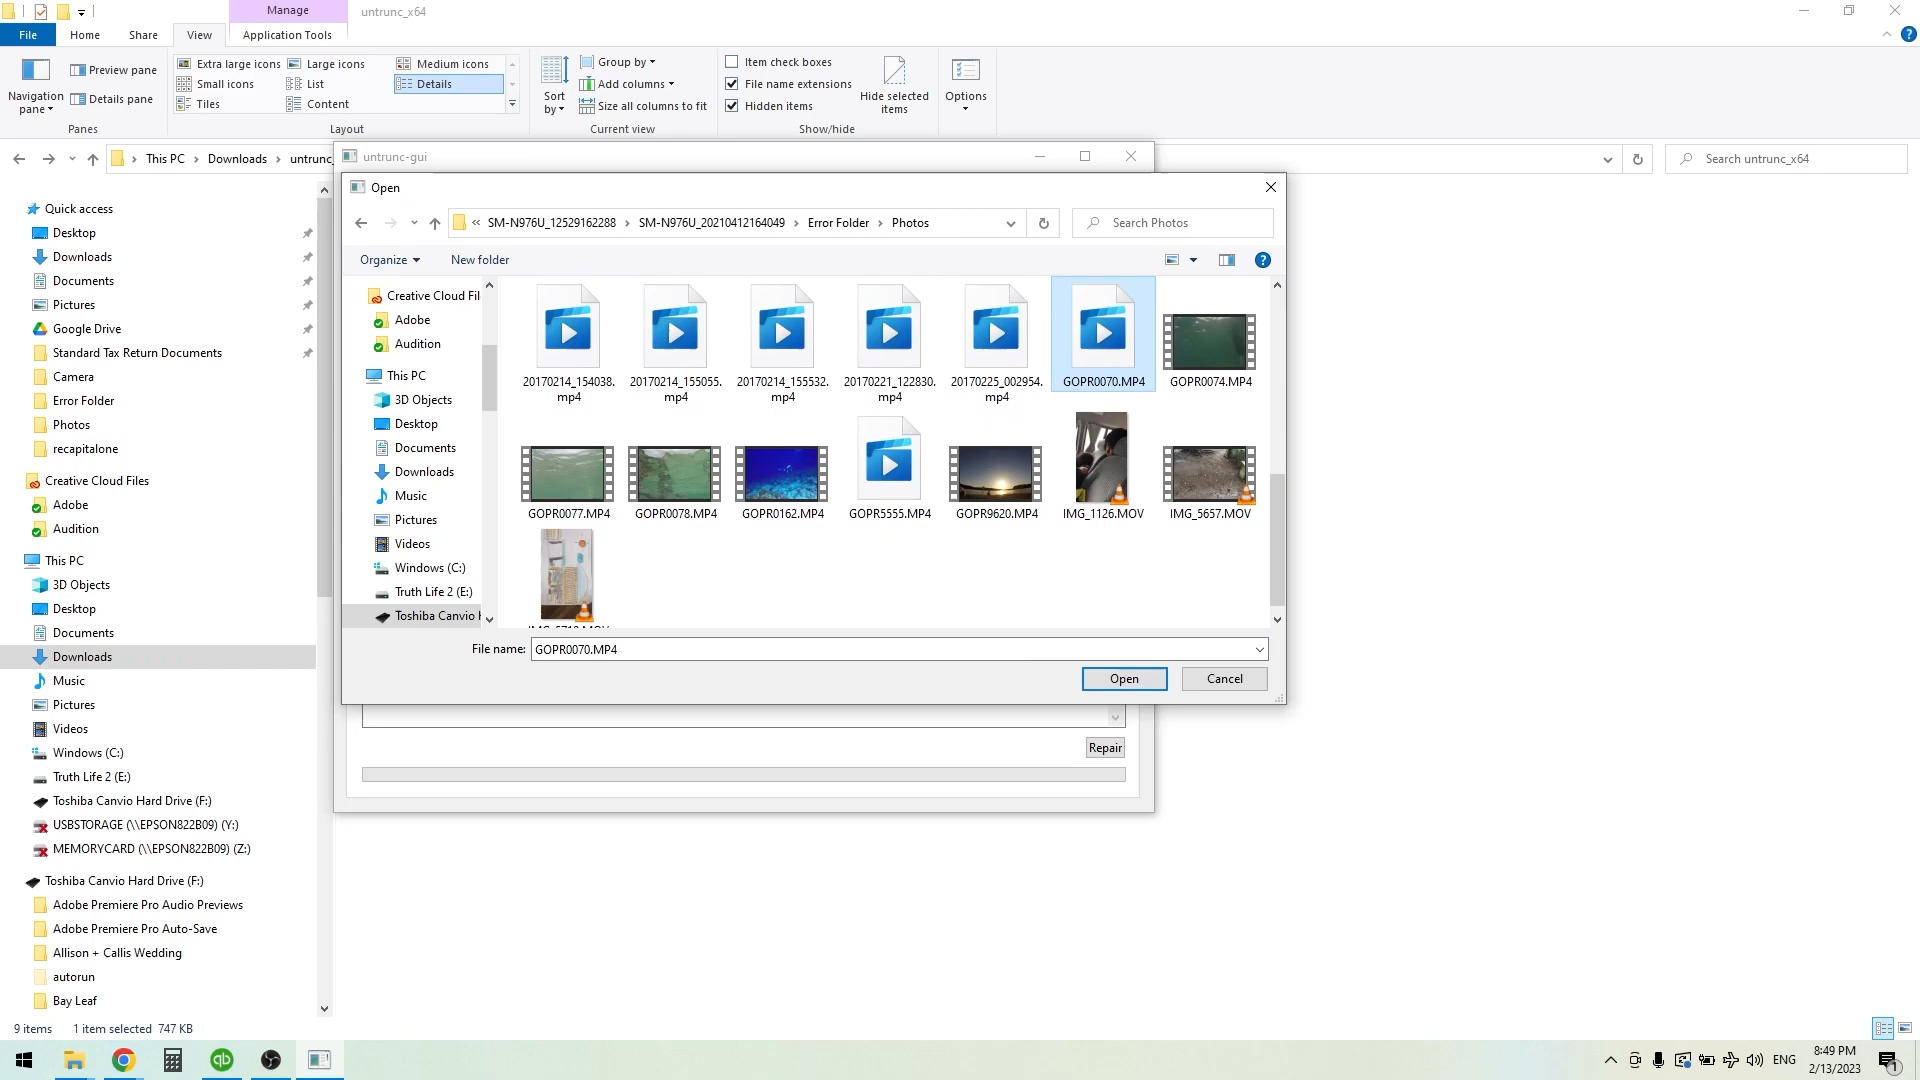 Manage
untrunc_x64
File
Home
Share
View
Application Tools
Navigation pane
Preview pane
Details pane
Panes
Extra large icons
Large icons
Medium icons
Small icons
List
Details
Tiles
Content
Layout
Sort by
Group by
Add columns
Size all columns to fit
Current view
Item check boxes
File name extensions
Hidden items
Hide selected items
Show/hide
Options
This PC
Downloads
Search untrunc_x64
untrunc-gui
Open
« SM-N976U_12529162288
SM-N976U_20210412164049
Error Folder
Photos
Search Photos
Organize
New folder
Adobe
Audition
This PC
3D Objects
Desktop
Documents
Downloads
Music
Pictures
Videos
Windows (C:)
Truth Life 2 (E:)
20170214_154038.mp4
20170214_155055.mp4
20170214_155532.mp4
20170221_122830.mp4
20170225_002954.mp4
GOPR0070.MP4
GOPR0074.MP4
GOPR0077.MP4
GOPR0078.MP4
GOPR0162.MP4
GOPR5555.MP4
GOPR9620.MP4
IMG_1126.MOV
IMG_5657.MOV
File name:
GOPR0070.MP4
Open
Cancel
Repair
Quick access
Desktop
Downloads
Documents
Pictures
Google Drive
Standard Tax Return Documents
Camera
Error Folder
Photos
recapitalone
Creative Cloud Files
Adobe
Audition
This PC
3D Objects
Desktop
Documents
Downloads
Music
Pictures
Videos
Windows (C:)
Truth Life 2 (E:)
Toshiba Canvio Hard Drive (F:)
USBSTORAGE (\\EPSON822B09) (Y:)
MEMORYCARD (\\EPSON822B09) (Z:)
Toshiba Canvio Hard Drive (F:)
Adobe Premiere Pro Audio Previews
Adobe Premiere Pro Auto-Save
Allison + Callis Wedding
autorun
Bay Leaf
9 items
1 item selected 747 KB
qb
ENG
8:49 PM
2/13/2023
1